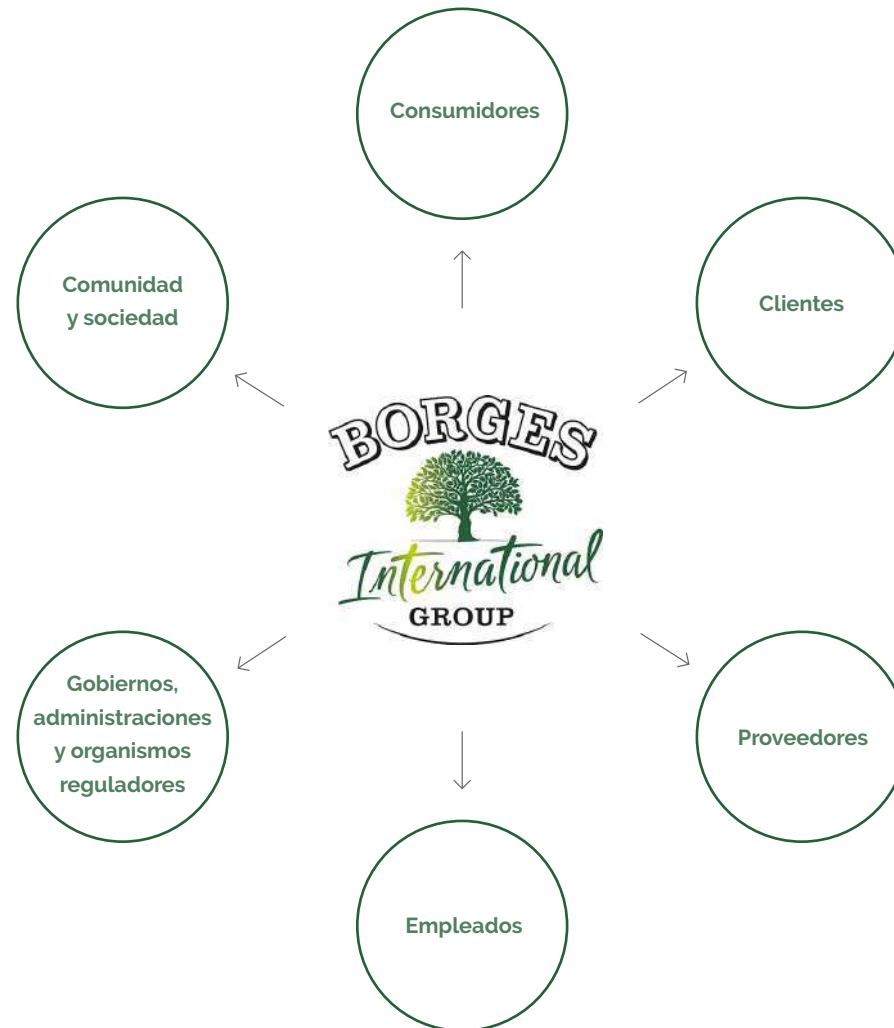 Consumidores
Comunidad
y sociedad
Clientes
BORGES
International
GROUP
Gobiernos,
administraciones
y organismos
reguladores
Proveedores
Empleados